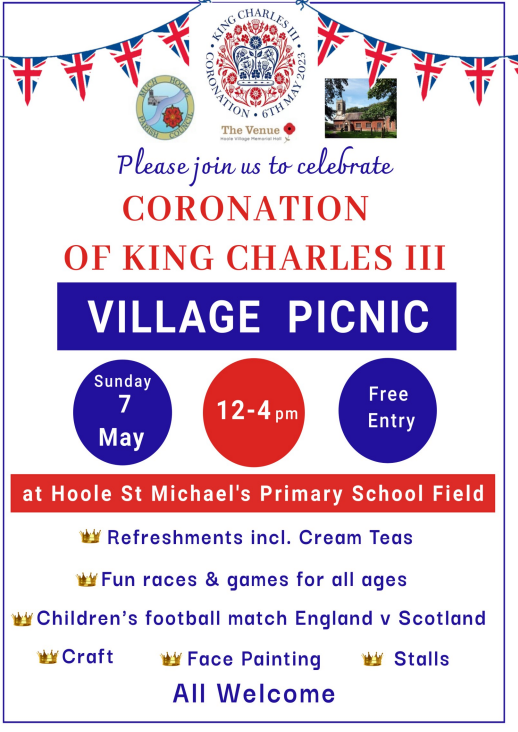 KING CHARLES III • CORONATION • 6TH MAY 2023 •
MUCH HOOLE
PARISH COUNCIL
The Venue
Hoole Village Memorial Hall
Please join us to celebrate
CORONATION
OF KING CHARLES III
VILLAGE PICNIC
Sunday
7
May
12-4 pm
Free
Entry
at Hoole St Michael's Primary School Field
Refreshments incl. Cream Teas
Fun races & games for all ages
Children's football match England v Scotland
Craft
Face Painting
Stalls
All Welcome